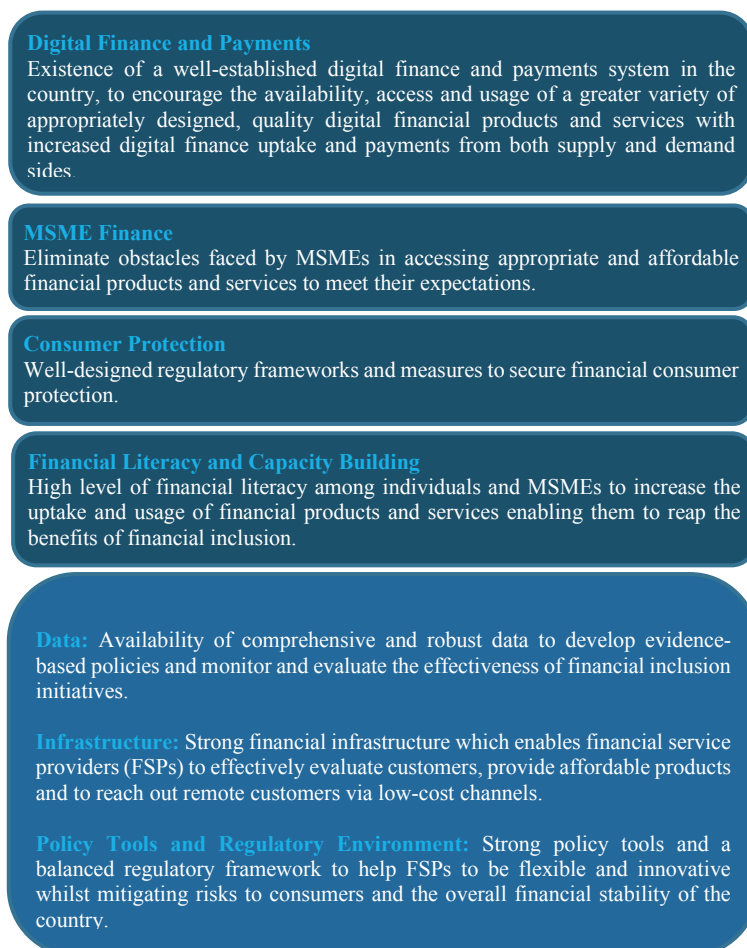 Digital Finance and Payments
Existence of a well-established digital finance and payments system in the
country, to encourage the availability, access and usage of a greater variety of
appropriately designed, quality digital financial products and services with
increased digital finance uptake and payments from both supply and demand
sides.
MSME Finance
Eliminate obstacles faced by MSMEs in accessing appropriate and affordable
financial products and services to meet their expectations.
Consumer Protection
Well-designed regulatory frameworks and measures to secure financial consumer
protection.
Financial Literacy and Capacity Building
High level of financial literacy among individuals and MSMEs to increase the
uptake and usage of financial products and services enabling them to reap the
benefits of financial inclusion.
Data: Availability of comprehensive and robust data to develop evidence-
based policies and monitor and evaluate the effectiveness of financial inclusion
initiatives.
Infrastructure: Strong financial infrastructure which enables financial service
providers (FSPs) to effectively evaluate customers, provide affordable products
and to reach out remote customers via low-cost channels.
Policy Tools and Regulatory Environment: Strong policy tools and a
balanced regulatory framework to help FSPs to be flexible and innovative
whilst mitigating risks to consumers and the overall financial stability of the
country.